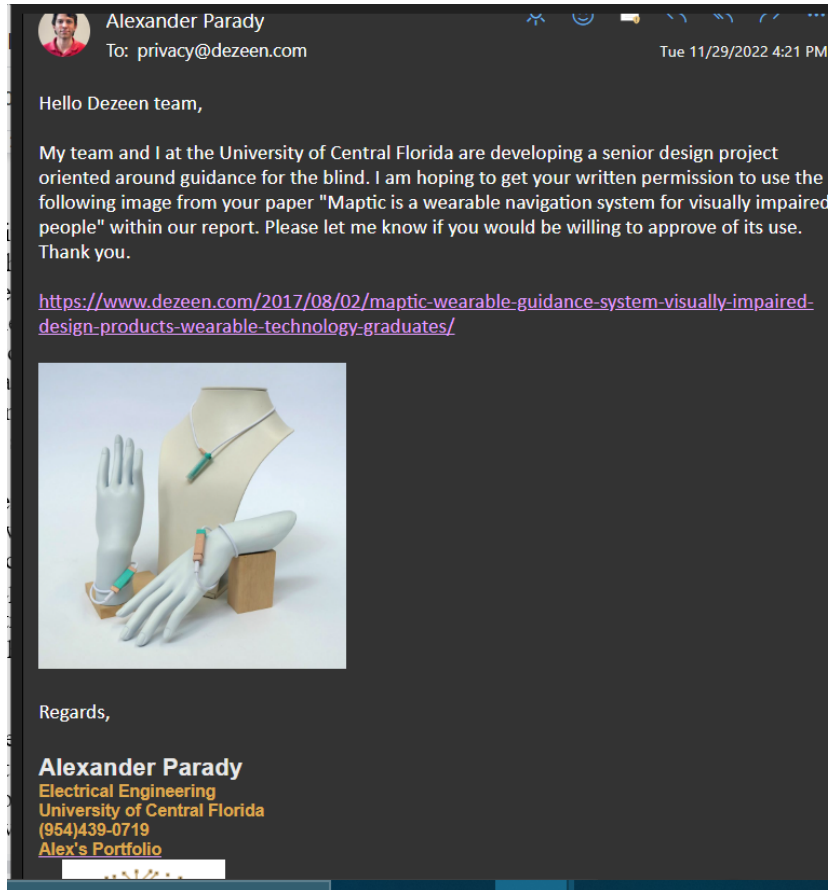 Alexander Parady
To: privacy@dezeen.com
Tue 11/29/2022 4:21 PM
Hello Dezeen team,
My team and I at the University of Central Florida are developing a senior design project
oriented around guidance for the blind. I am hoping to get your written permission to use the
following image from your paper "Maptic is a wearable navigation system for visually impaired
people" within our report. Please let me know if you would be willing to approve of its use.
Thank you.
https://www.dezeen.com/2017/08/02/maptic-wearable-guidance-system-visually-impaired-
design-products-wearable-technology-graduates/
Regards,
Alexander Parady
Electrical Engineering
University of Central Florida
(954)439-0719
Alex's Portfolio